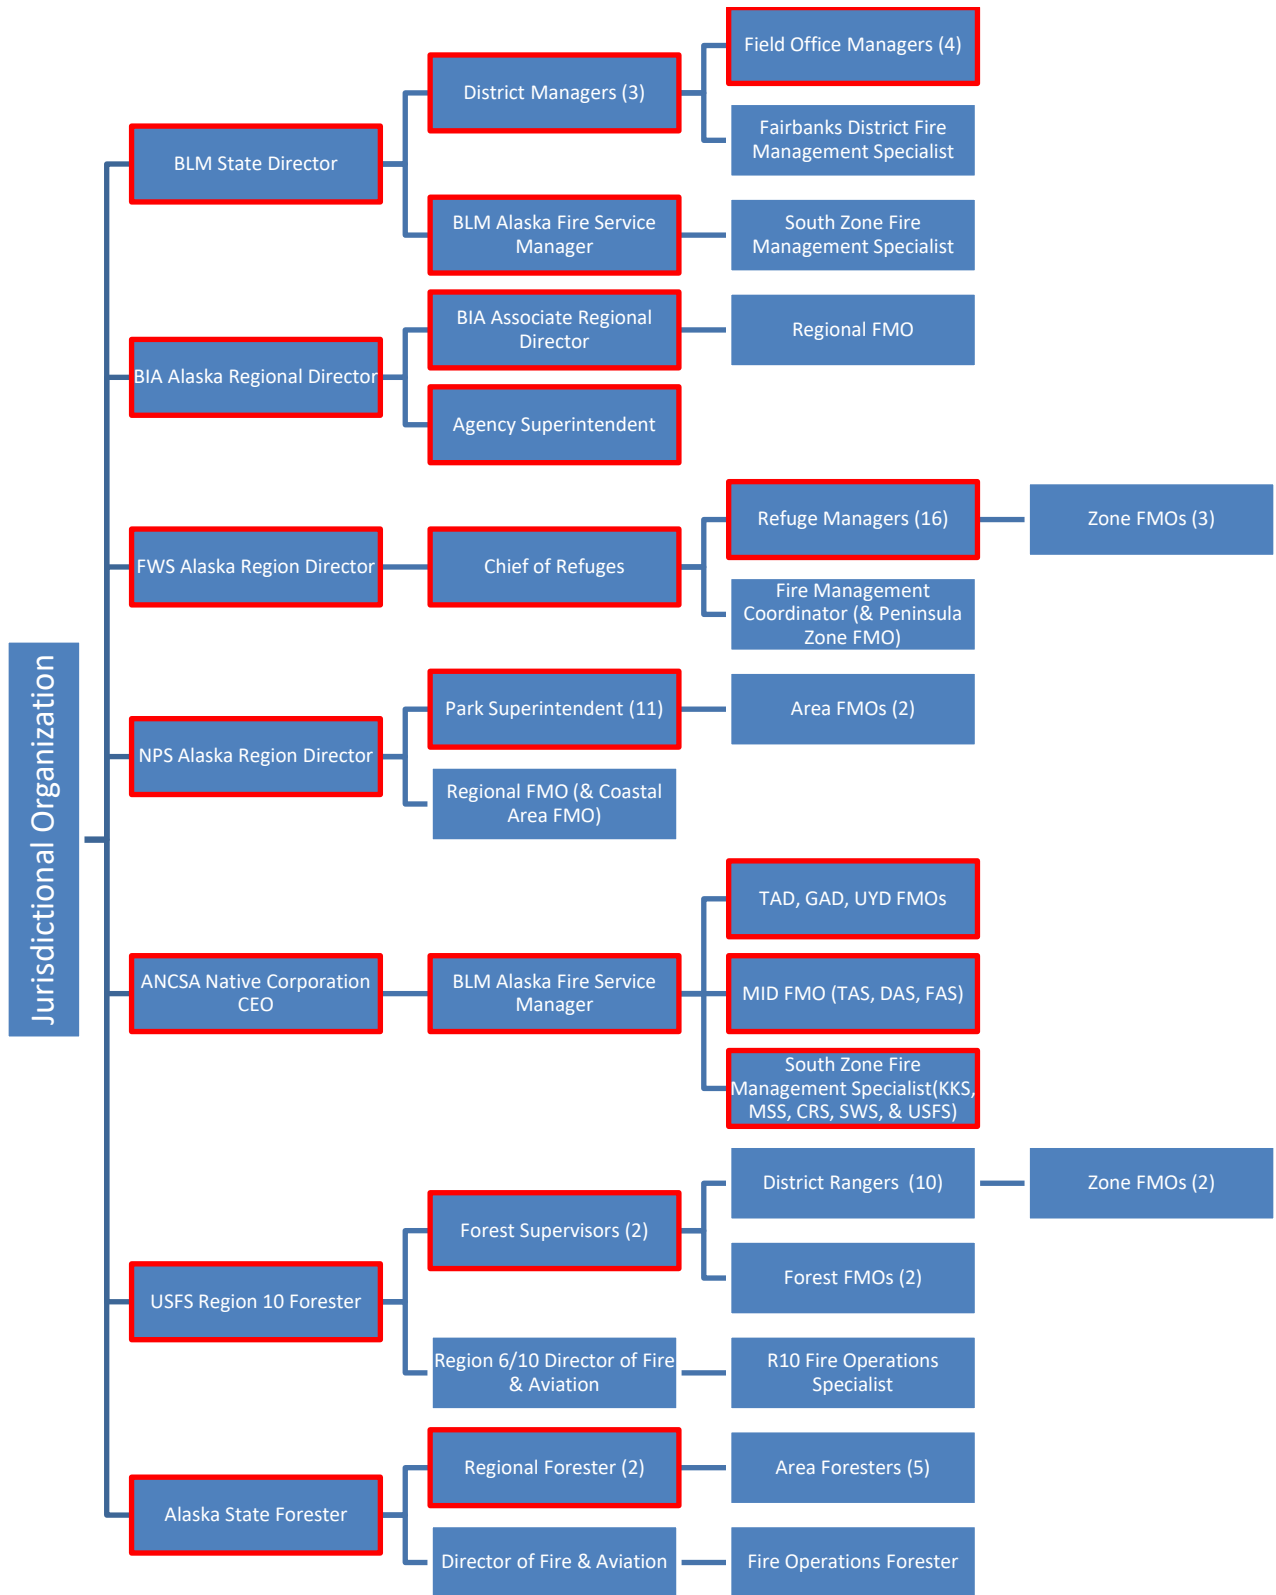 Jurisdictional Organization
BLM State Director
District Managers (3)
Field Office Managers (4)
Fairbanks District Fire
Management Specialist
BLM Alaska Fire Service
Manager
South Zone Fire
Management Specialist
BIA Alaska Regional Director
BIA Associate Regional
Director
Regional FMO
Agency Superintendent
FWS Alaska Region Director
Chief of Refuges
Refuge Managers (16)
Zone FMOs (3)
Fire Management
Coordinator (& Peninsula
Zone FMO)
NPS Alaska Region Director
Park Superintendent (11)
Area FMOs (2)
Regional FMO (& Coastal
Area FMO)
ANCSA Native Corporation
CEO
BLM Alaska Fire Service
Manager
TAD, GAD, UYD FMOs
MID FMO (TAS, DAS, FAS)
South Zone Fire
Management Specialist(KKS,
MSS, CRS, SWS, & USFS)
USFS Region 10 Forester
Forest Supervisors (2)
District Rangers  (10)
Zone FMOs (2)
Forest FMOs (2)
Region 6/10 Director of Fire
& Aviation
R10 Fire Operations
Specialist
Alaska State Forester
Regional Forester (2)
Area Foresters (5)
Director of Fire & Aviation
Fire Operations Forester